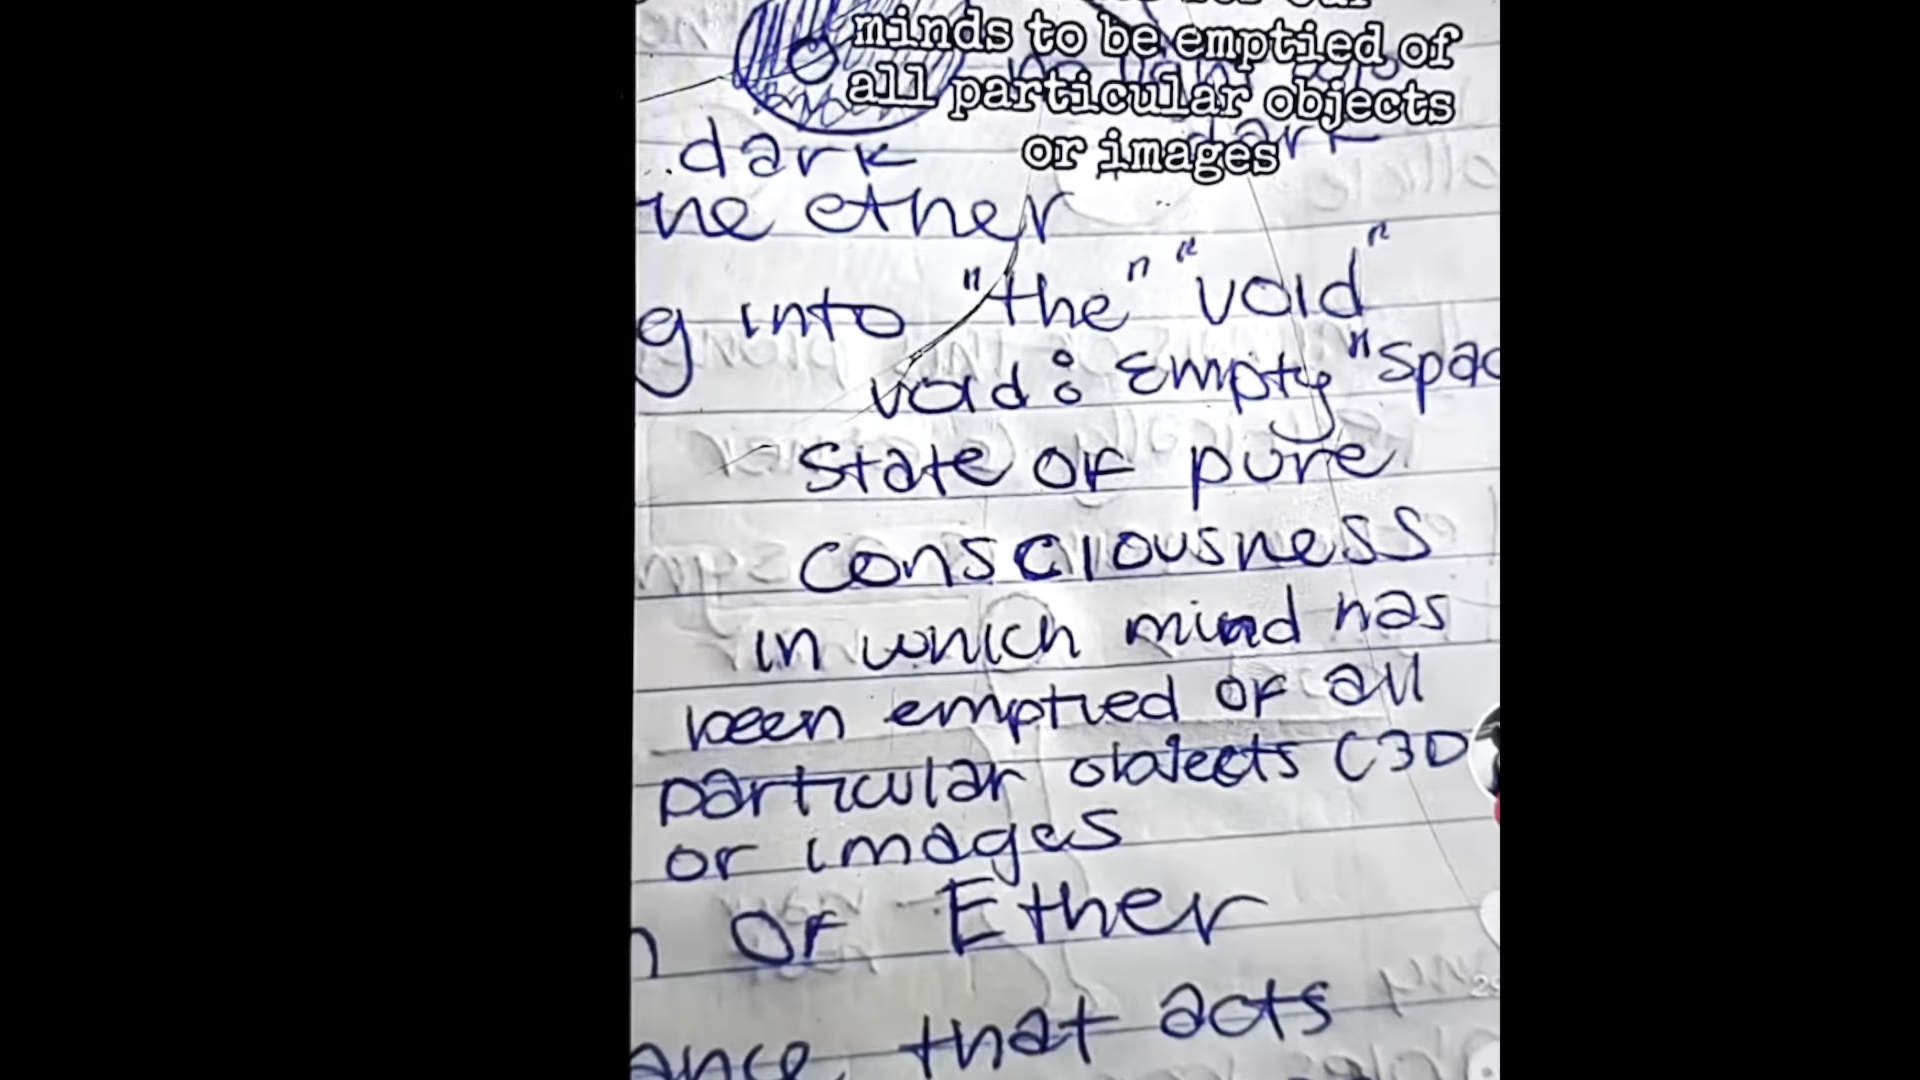 minds to be emptied of
all particular objects
or images
dark
dark
ether
into "the" "void"
void: Empty "Spac
State of pure
consciousness
in which mind has
been emptied of all
particular objects (3D
or images
of Ether
that acts